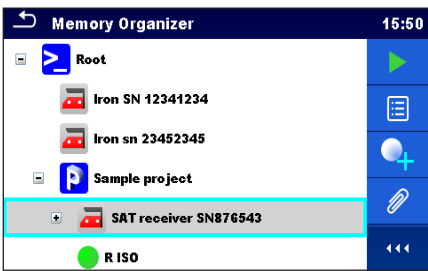 Memory Organizer
15:50
Root
Iron SN 12341234
Iron sn 23452345
Sample project
SAT receiver SN876543
R ISO